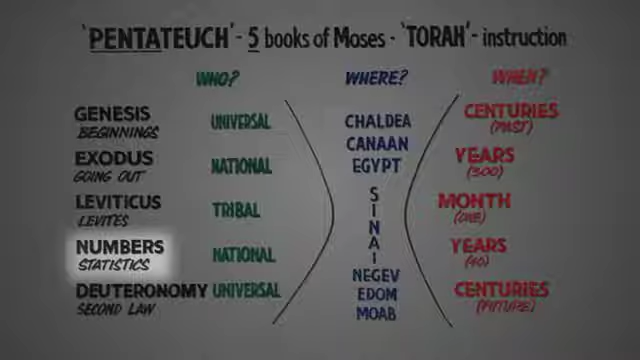 'PENTATEUCH' - 5 books of Moses - 'TORAH' - instruction
WHO? WHERE? WHEN?
GENESIS
BEGINNINGS
UNIVERSAL
CHALDEA
CENTURIES
(PAST)
CANAAN
EXODUS
GOING OUT
NATIONAL
EGYPT
YEARS
(300)
LEVITICUS
LEVITES
TRIBAL
SINAI
MONTH
(ONE)
NUMBERS
STATISTICS
NATIONAL
YEARS
(40)
NEGEV
DEUTERONOMY
SECOND LAW
UNIVERSAL
EDOM
MOAB
CENTURIES
(FUTURE)